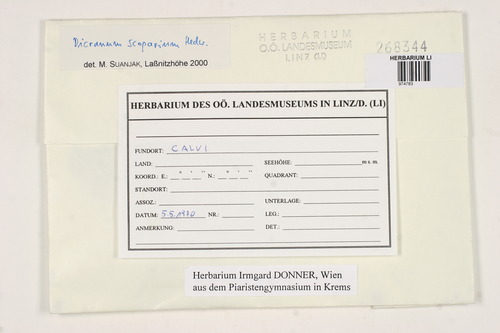 Dicranum scoparium Hedw.
det. M. SUANJAK, Laßnitzhöhe 2000
HERBARIUM
O.Ö. LANDESMUSEUM
LINZ a/D
268344
HERBARIUM LI
974783
HERBARIUM DES OÖ. LANDESMUSEUMS IN LINZ/D. (LI)
FUNDORT: CALVI
LAND: SEEHÖHE: m s. m.
KOORD.: E.: ° ' '' N.: ° ' '' QUADRANT:
STANDORT:
ASSOZ.: UNTERLAGE:
DATUM: 5.5.1970 NR.: LEG.:
ANMERKUNG: DET.:
Herbarium Irmgard DONNER, Wien
aus dem Piaristengymnasium in Krems